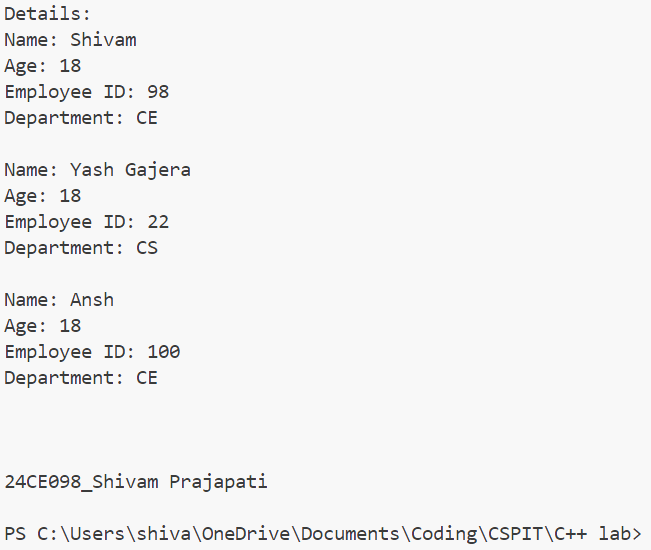 Details:
Name: Shivam
Age: 18
Employee ID: 98
Department: CE
Name: Yash Gajera
Age: 18
Employee ID: 22
Department: CS
Name: Ansh
Age: 18
Employee ID: 100
Department: CE
24CE098_Shivam Prajapati
PS C:\Users\shiva\OneDrive\Documents\Coding\CSPIT\C++ lab>